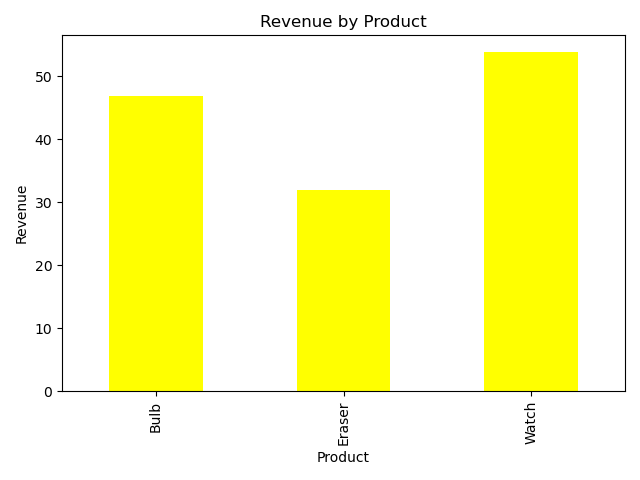 Revenue by Product
Revenue
50
40
30
20
10
0
Bulb
Eraser
Watch
Product